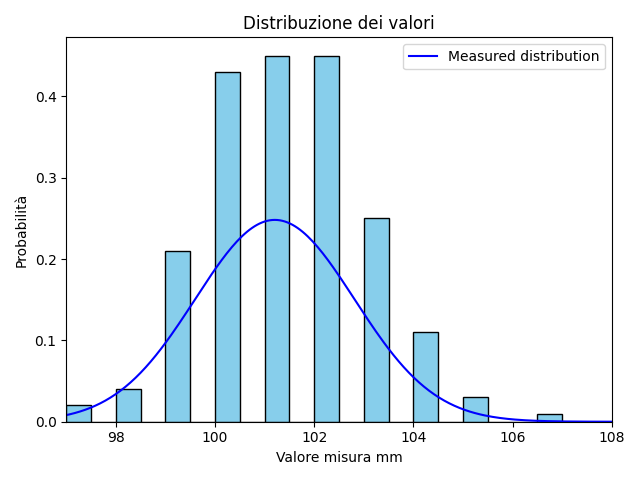 Distribuzione dei valori
Measured distribution
Probabilità
0.4
0.3
0.2
0.1
0.0
98 100 102 104 106 108
Valore misura mm